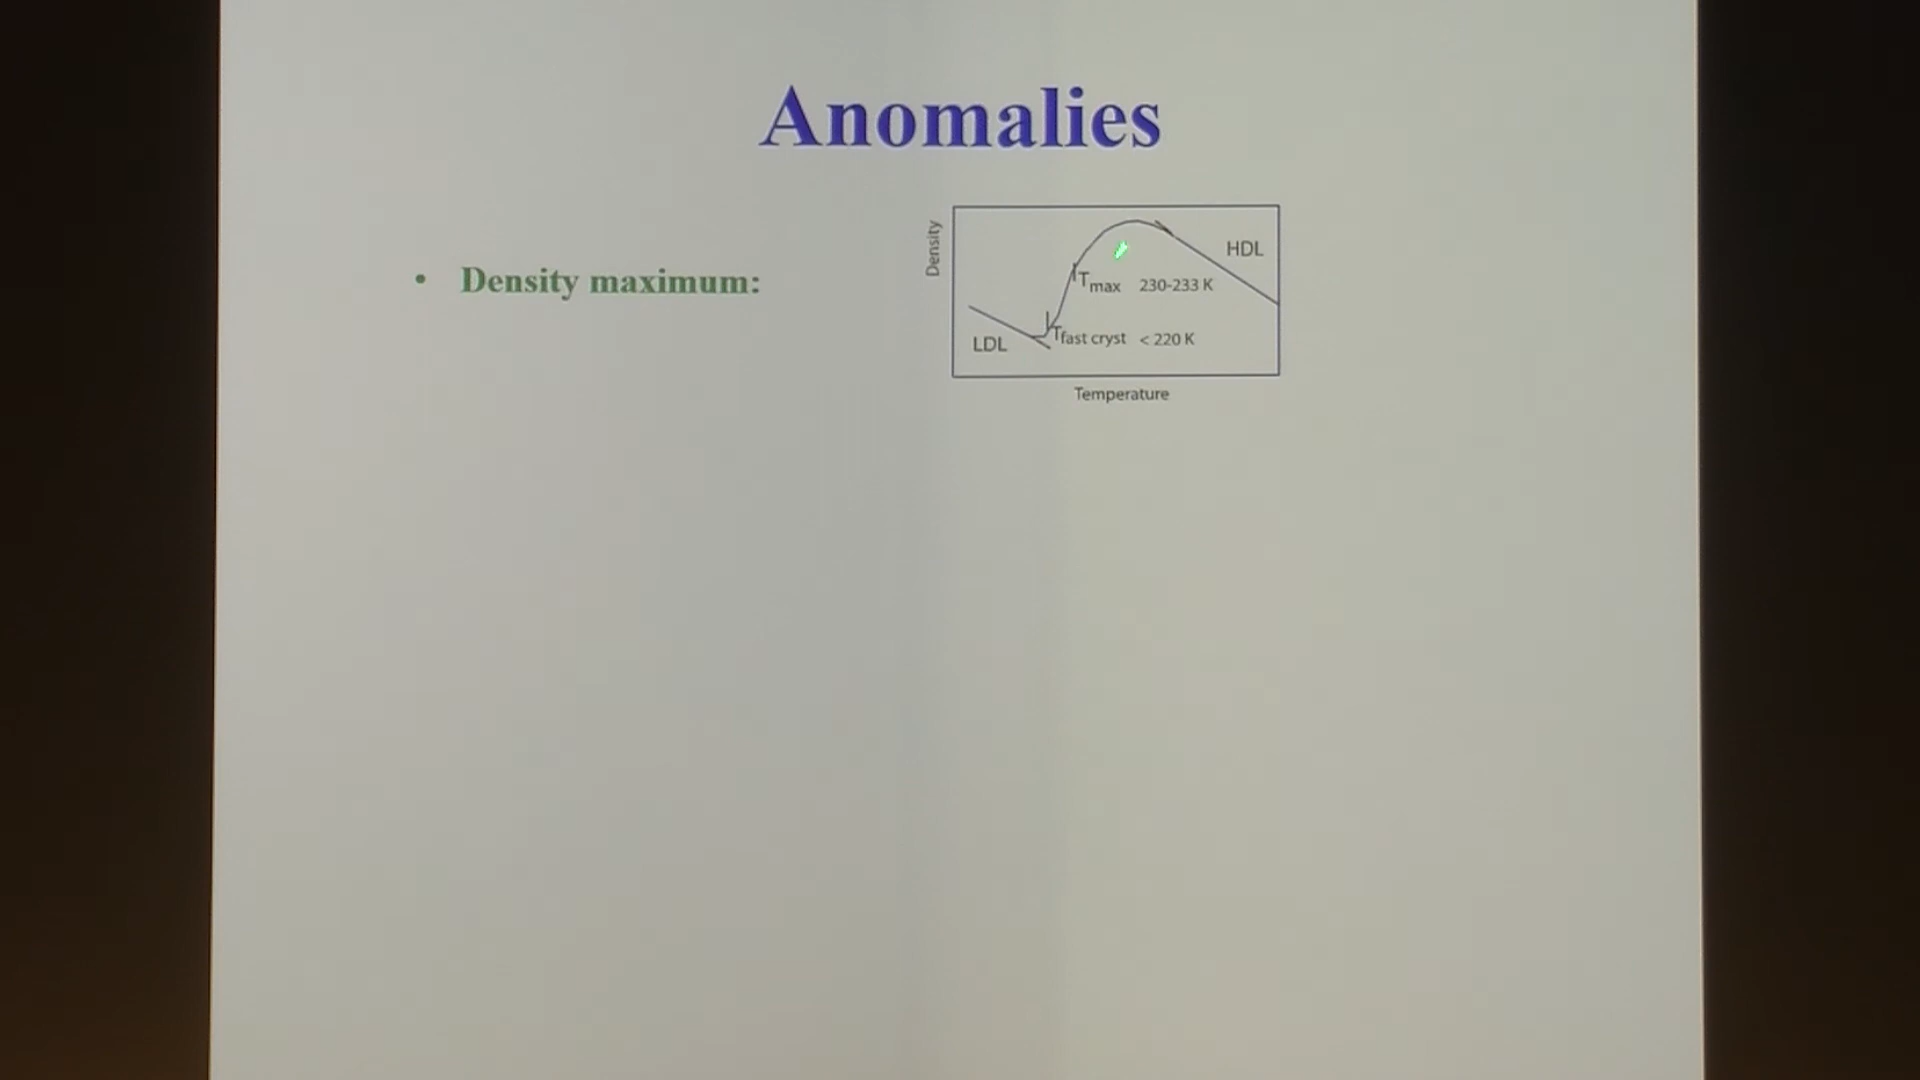 Anomalies
• Density maximum:
Density
HDL
Tmax 230-233 K
LDL
Tfast cryst < 220 K
Temperature